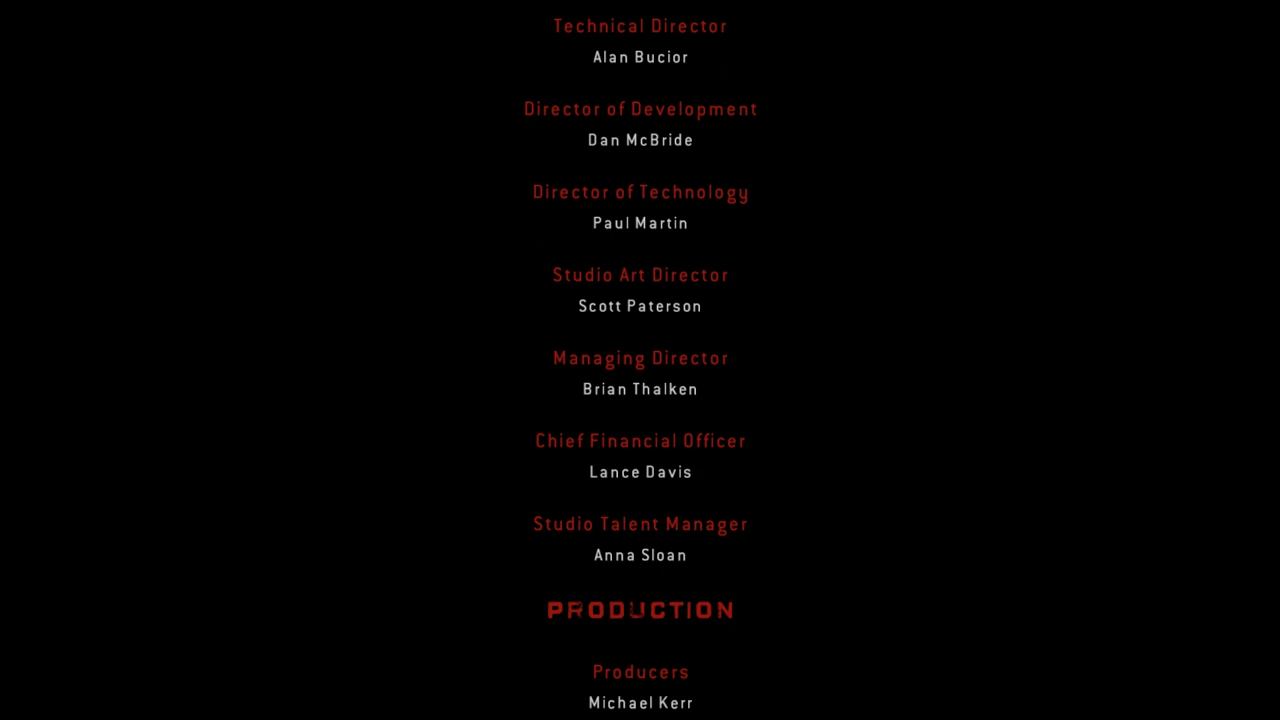 Technical Director
Alan Bucior
Director of Development
Dan McBride
Director of Technology
Paul Martin
Studio Art Director
Scott Paterson
Managing Director
Brian Thalken
Chief Financial Officer
Lance Davis
Studio Talent Manager
Anna Sloan
PRODUCTION
Producers
Michael Kerr